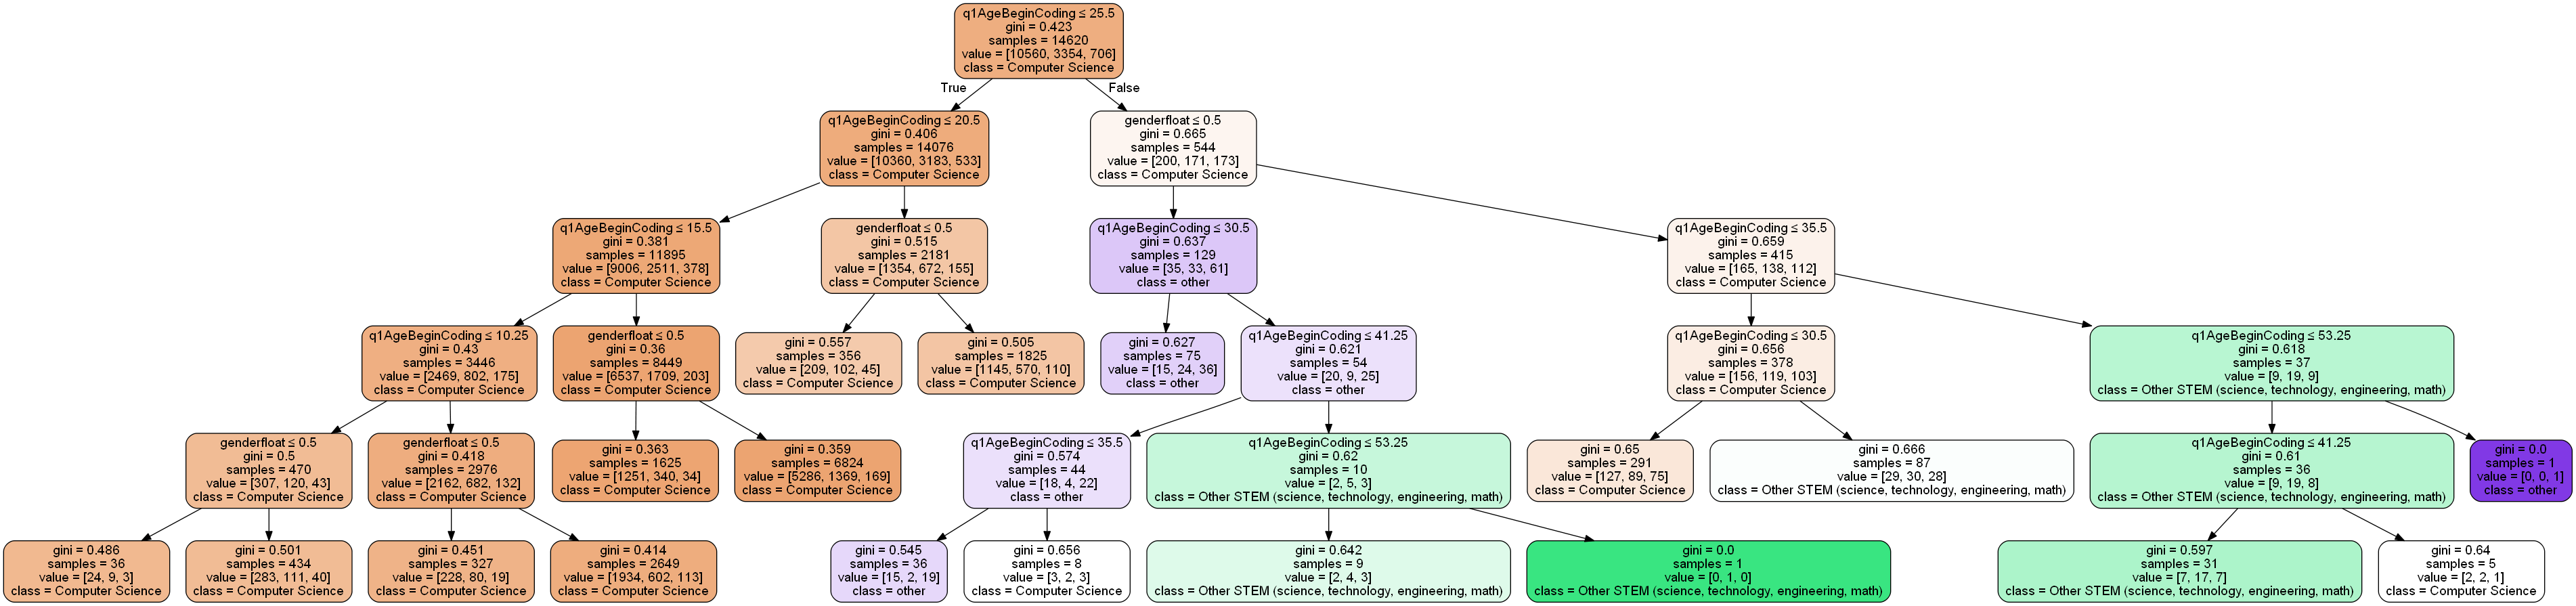 q1AgeBeginCoding ≤ 25.5
gini = 0.423
samples = 14620
value = [10560, 3354, 706]
class = Computer Science
True
False
q1AgeBeginCoding ≤ 20.5
gini = 0.406
samples = 14076
value = [10360, 3183, 533]
class = Computer Science
genderfloat ≤ 0.5
gini = 0.665
samples = 544
value = [200, 171, 173]
class = Computer Science
q1AgeBeginCoding ≤ 15.5
gini = 0.381
samples = 11895
value = [9006, 2511, 378]
class = Computer Science
genderfloat ≤ 0.5
gini = 0.515
samples = 2181
value = [1354, 672, 155]
class = Computer Science
q1AgeBeginCoding ≤ 30.5
gini = 0.637
samples = 129
value = [35, 33, 61]
class = other
q1AgeBeginCoding ≤ 35.5
gini = 0.659
samples = 415
value = [165, 138, 112]
class = Computer Science
q1AgeBeginCoding ≤ 10.25
gini = 0.43
samples = 3446
value = [2469, 802, 175]
class = Computer Science
genderfloat ≤ 0.5
gini = 0.36
samples = 8449
value = [6537, 1709, 203]
class = Computer Science
gini = 0.557
samples = 356
value = [209, 102, 45]
class = Computer Science
gini = 0.505
samples = 1825
value = [1145, 570, 110]
class = Computer Science
gini = 0.627
samples = 75
value = [15, 24, 36]
class = other
q1AgeBeginCoding ≤ 41.25
gini = 0.621
samples = 54
value = [20, 9, 25]
class = other
q1AgeBeginCoding ≤ 30.5
gini = 0.656
samples = 378
value = [156, 119, 103]
class = Computer Science
q1AgeBeginCoding ≤ 53.25
gini = 0.618
samples = 37
value = [9, 19, 9]
class = Other STEM (science, technology, engineering, math)
genderfloat ≤ 0.5
gini = 0.5
samples = 470
value = [307, 120, 43]
class = Computer Science
genderfloat ≤ 0.5
gini = 0.418
samples = 2976
value = [2162, 682, 132]
class = Computer Science
gini = 0.363
samples = 1625
value = [1251, 340, 34]
class = Computer Science
gini = 0.359
samples = 6824
value = [5286, 1369, 169]
class = Computer Science
q1AgeBeginCoding ≤ 35.5
gini = 0.574
samples = 44
value = [18, 4, 22]
class = other
q1AgeBeginCoding ≤ 53.25
gini = 0.62
samples = 10
value = [2, 5, 3]
class = Other STEM (science, technology, engineering, math)
gini = 0.65
samples = 291
value = [127, 89, 75]
class = Computer Science
gini = 0.666
samples = 87
value = [29, 30, 28]
class = Other STEM (science, technology, engineering, math)
q1AgeBeginCoding ≤ 41.25
gini = 0.61
samples = 36
value = [9, 19, 8]
class = Other STEM (science, technology, engineering, math)
gini = 0.0
samples = 1
value = [0, 0, 1]
class = other
gini = 0.486
samples = 36
value = [24, 9, 3]
class = Computer Science
gini = 0.501
samples = 434
value = [283, 111, 40]
class = Computer Science
gini = 0.451
samples = 327
value = [228, 80, 19]
class = Computer Science
gini = 0.414
samples = 2649
value = [1934, 602, 113]
class = Computer Science
gini = 0.545
samples = 36
value = [15, 2, 19]
class = other
gini = 0.656
samples = 8
value = [3, 2, 3]
class = Computer Science
gini = 0.642
samples = 9
value = [2, 4, 3]
class = Other STEM (science, technology, engineering, math)
gini = 0.0
samples = 1
value = [0, 1, 0]
class = Other STEM (science, technology, engineering, math)
gini = 0.597
samples = 31
value = [7, 17, 7]
class = Other STEM (science, technology, engineering, math)
gini = 0.64
samples = 5
value = [2, 2, 1]
class = Computer Science